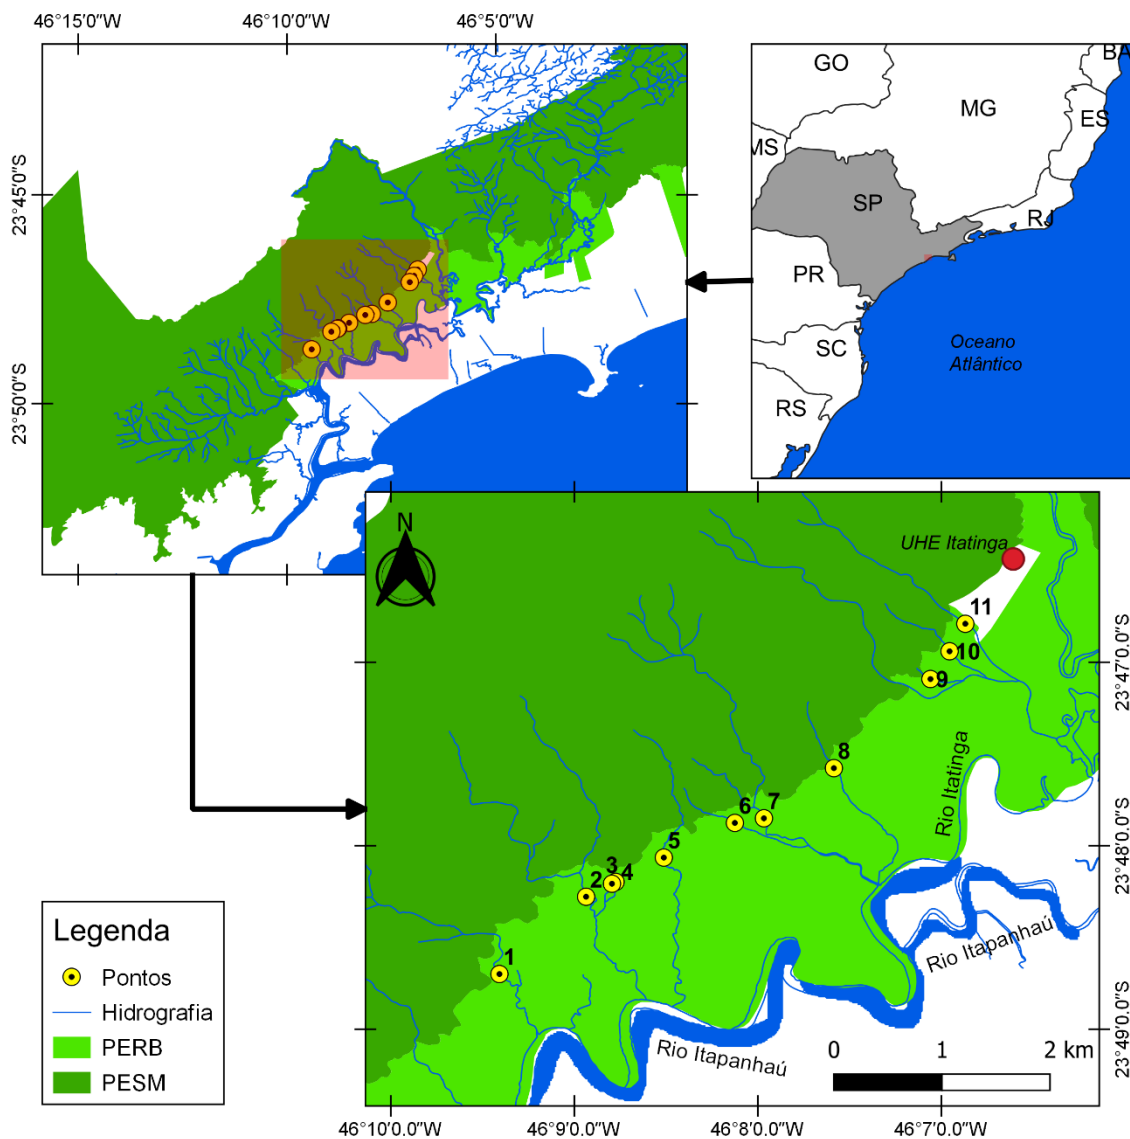 46°15'0"W
46°10'0"W
46°5'0"W
23°45'0"S
23°50'0"S
GO
BA
MG
ES
MS
SP
RJ
PR
SC
RS
Oceano
Atlântico
N
UHE Itatinga
11
10
9
8
7
6
5
4
3
2
1
Rio Itatinga
Rio Itapanhaú
Rio Itapanhaú
0 1 2 km
23°47'0.0"S
23°48'0.0"S
23°49'0.0"S
46°10'0.0"W
46°9'0.0"W
46°8'0.0"W
46°7'0.0"W
Legenda
Pontos
Hidrografia
PERB
PESM